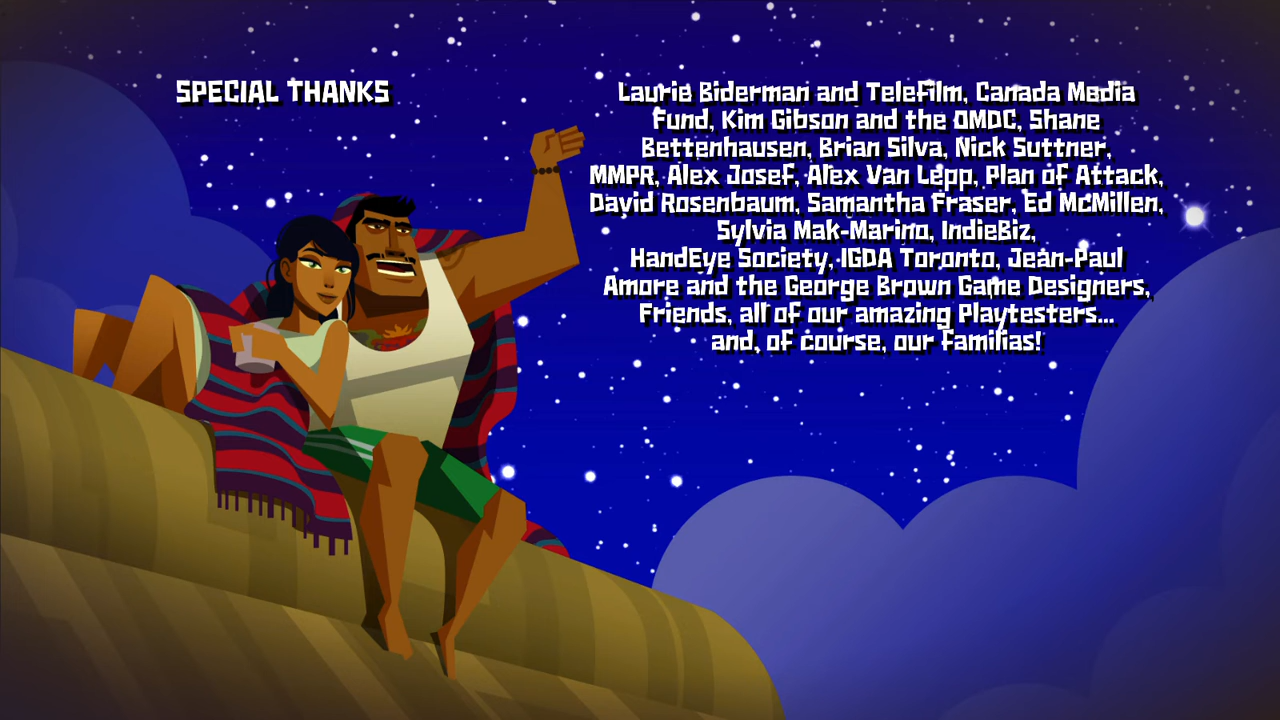 SPECIAL THANKS
Laurie Biderman and Telefilm, Canada Media
Fund, Kim Gibson and the OMDC, Shane
Bettenhausen, Brian Silva, Nick Suttner,
MMPR, Alex Josef, Alex Van Lepp, Plan of Attack,
David Rosenbaum, Samantha Fraser, Ed McMillen,
Sylvia Mak-Marino, IndieBiz,
HandEye Society, IGDA Toronto, Jean-Paul
Amore and the George Brown Game Designers,
Friends, all of our amazing Playtesters...
and, of course, our familias!